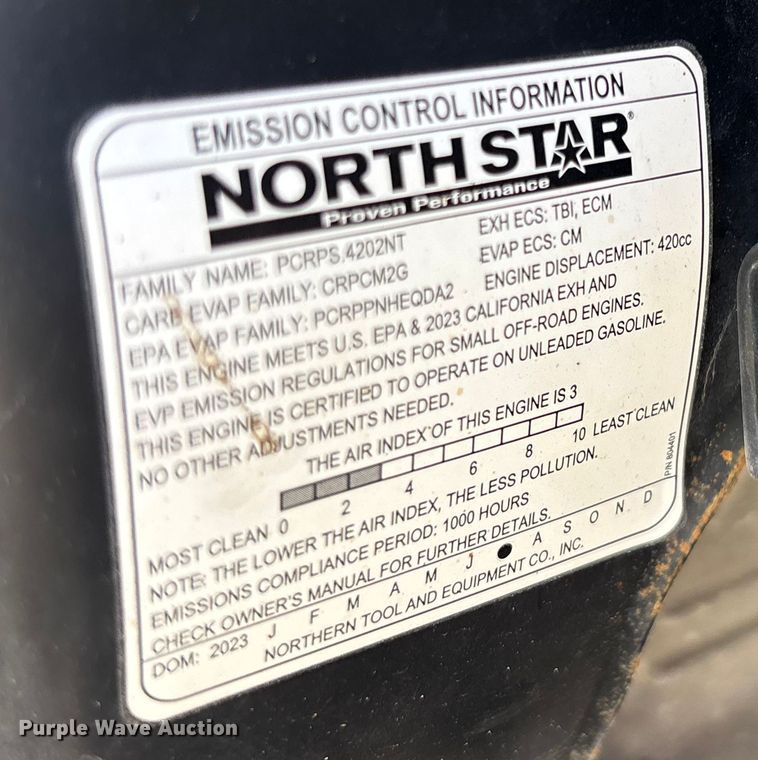 EMISSION CONTROL INFORMATION
NORTH STAR®
Proven Performance
FAMILY NAME: PCRPS.4202NT EXH ECS: TBI, ECM
CARB EVAP FAMILY: CRPCM2G EVAP ECS: CM
EPA EVAP FAMILY: PCRPPNHEQDA2 ENGINE DISPLACEMENT: 420cc
THIS ENGINE MEETS U.S. EPA & 2023 CALIFORNIA EXH AND
EVP EMISSION REGULATIONS FOR SMALL OFF-ROAD ENGINES.
THIS ENGINE IS CERTIFIED TO OPERATE ON UNLEADED GASOLINE.
NO OTHER ADJUSTMENTS NEEDED.
THE AIR INDEX OF THIS ENGINE IS 3
MOST CLEAN 0 2 4 6 8 10 LEAST CLEAN
NOTE: THE LOWER THE AIR INDEX, THE LESS POLLUTION.
EMISSIONS COMPLIANCE PERIOD: 1000 HOURS
CHECK OWNER'S MANUAL FOR FURTHER DETAILS.
DOM: 2023 J F M A M J ● A S O N D
NORTHERN TOOL AND EQUIPMENT CO., INC.
P/N 804401
Purple Wave Auction